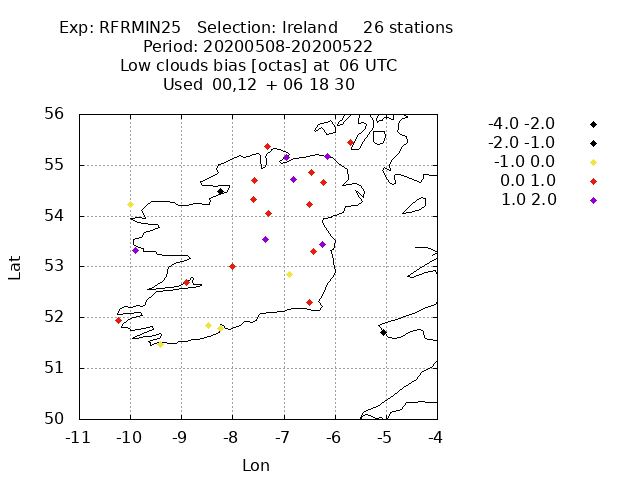 Exp: RFRMIN25 Selection: Ireland 26 stations
Period: 20200508-20200522
Low clouds bias [octas] at 06 UTC
Used 00,12 + 06 18 30
-4.0 -2.0
-2.0 -1.0
-1.0 0.0
0.0 1.0
1.0 2.0
56
55
54
53
52
51
50
Lat
-11 -10 -9 -8 -7 -6 -5 -4
Lon